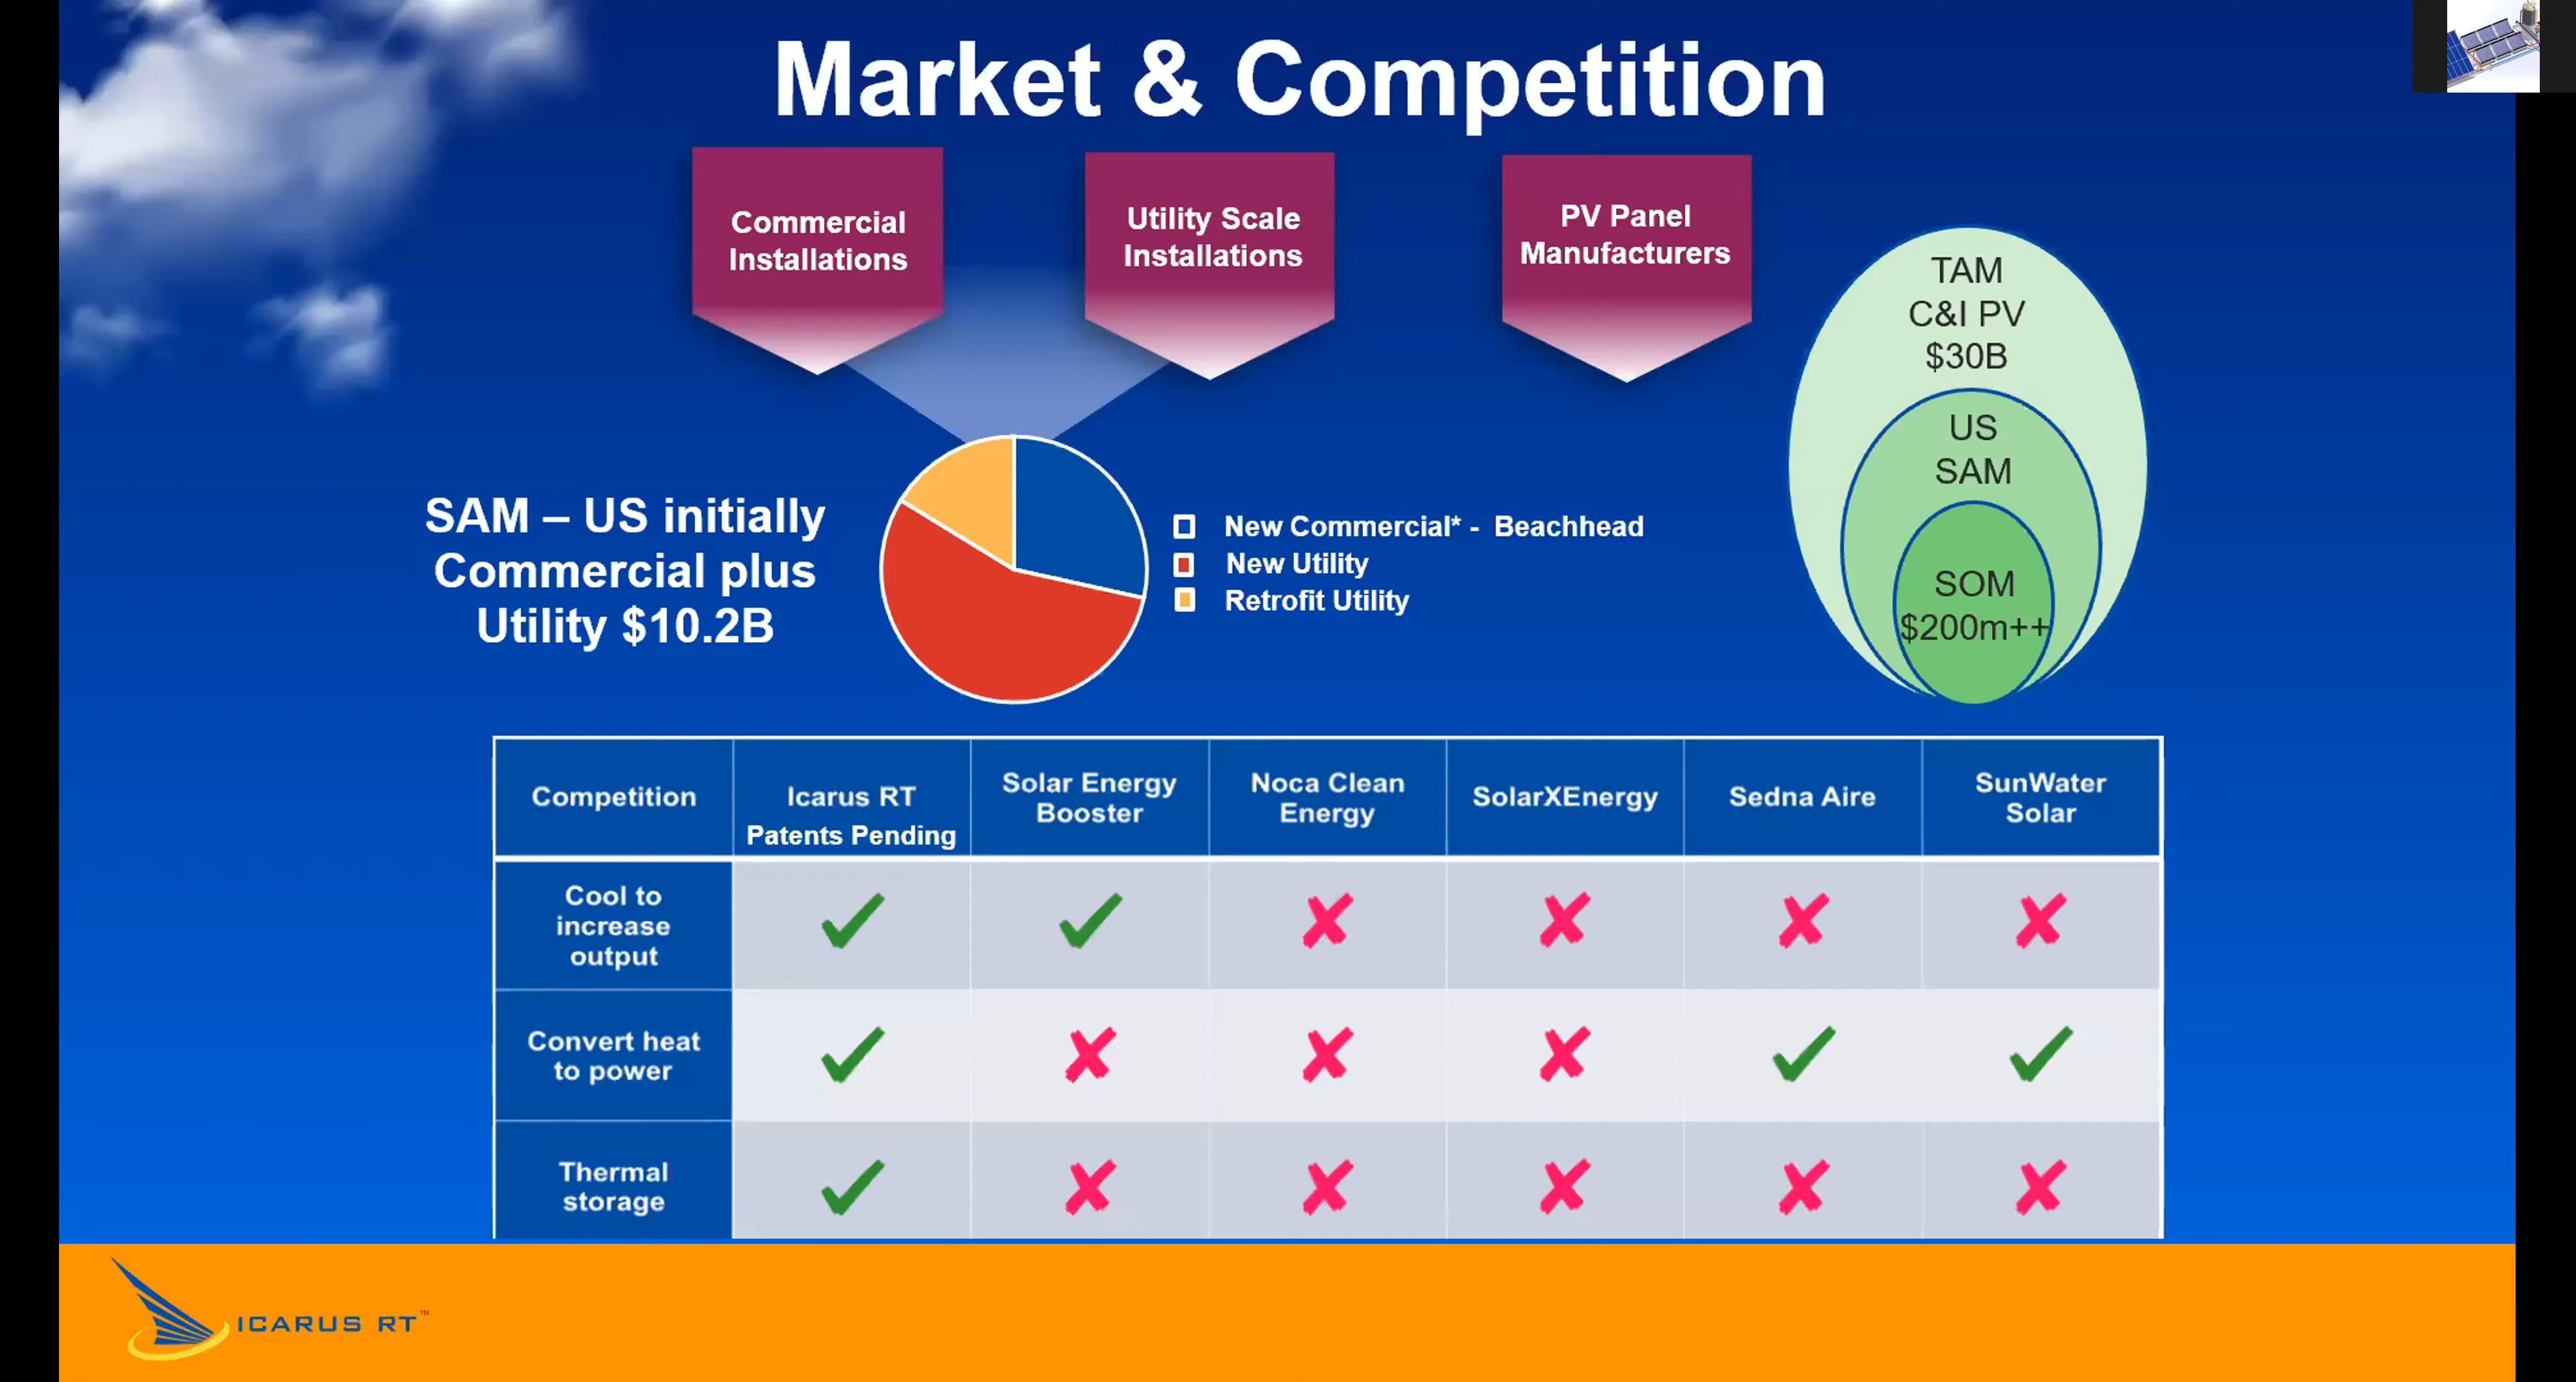 Market & Competition
Commercial
Installations
Utility Scale
Installations
PV Panel
Manufacturers
TAM
C&I PV
$30B
US
SAM
SOM
$200m++
SAM – US initially
Commercial plus
Utility $10.2B
New Commercial* - Beachhead
New Utility
Retrofit Utility
Competition
Icarus RT
Patents Pending
Solar Energy
Booster
Noca Clean
Energy
SolarXEnergy
Sedna Aire
SunWater
Solar
Cool to
increase
output
Convert heat
to power
Thermal
storage
ICARUS RT™